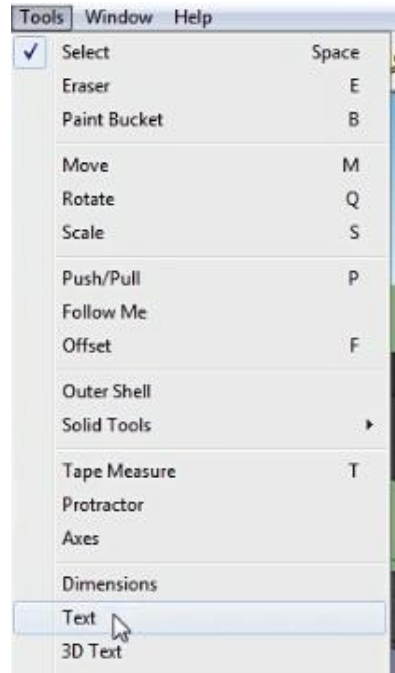 Tools Window Help
Select Space
Eraser E
Paint Bucket B
Move M
Rotate Q
Scale S
Push/Pull P
Follow Me
Offset F
Outer Shell
Solid Tools
Tape Measure T
Protractor
Axes
Dimensions
Text
3D Text